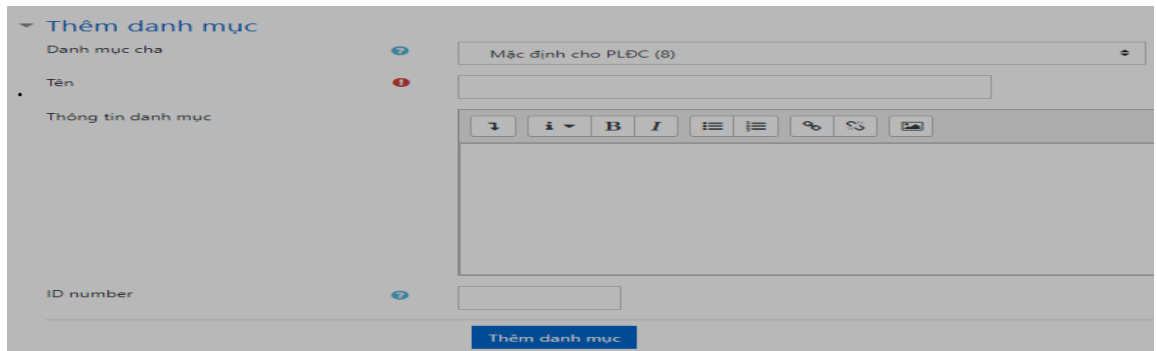 Thêm danh mục
Danh mục cha
Mặc định cho PLĐC (8)
Tên
Thông tin danh mục
i B I
ID number
Thêm danh mục